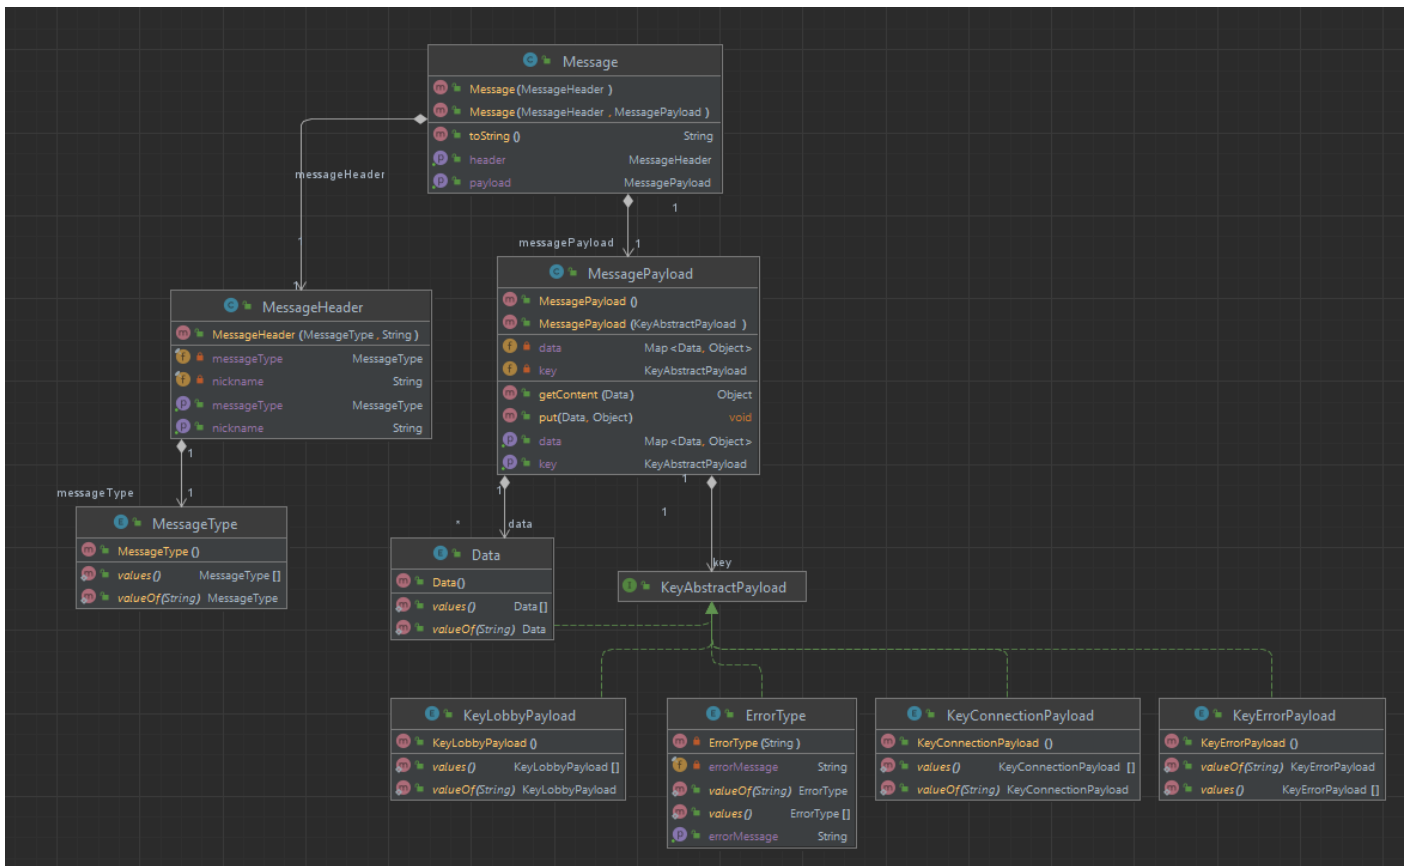 Message
Message(MessageHeader )
Message(MessageHeader , MessagePayload )
toString () String
header MessageHeader
payload MessagePayload
messageHeader
1
messagePayload
1
1
1
MessagePayload
MessagePayload ()
MessagePayload (KeyAbstractPayload )
data Map<Data, Object>
key KeyAbstractPayload
getContent (Data) Object
put(Data, Object) void
data Map<Data, Object>
key KeyAbstractPayload
MessageHeader
MessageHeader (MessageType , String )
messageType MessageType
nickname String
messageType MessageType
nickname String
1
1
messageType
1
1
*
data
1
1
key
MessageType
MessageType ()
values() MessageType []
valueOf(String) MessageType
Data
Data()
values() Data[]
valueOf(String) Data
KeyAbstractPayload
KeyLobbyPayload
KeyLobbyPayload ()
values() KeyLobbyPayload []
valueOf(String) KeyLobbyPayload
ErrorType
ErrorType (String )
errorMessage String
valueOf(String) ErrorType
values() ErrorType []
errorMessage String
KeyConnectionPayload
KeyConnectionPayload ()
values() KeyConnectionPayload []
valueOf(String) KeyConnectionPayload
KeyErrorPayload
KeyErrorPayload ()
valueOf(String) KeyErrorPayload
values() KeyErrorPayload []